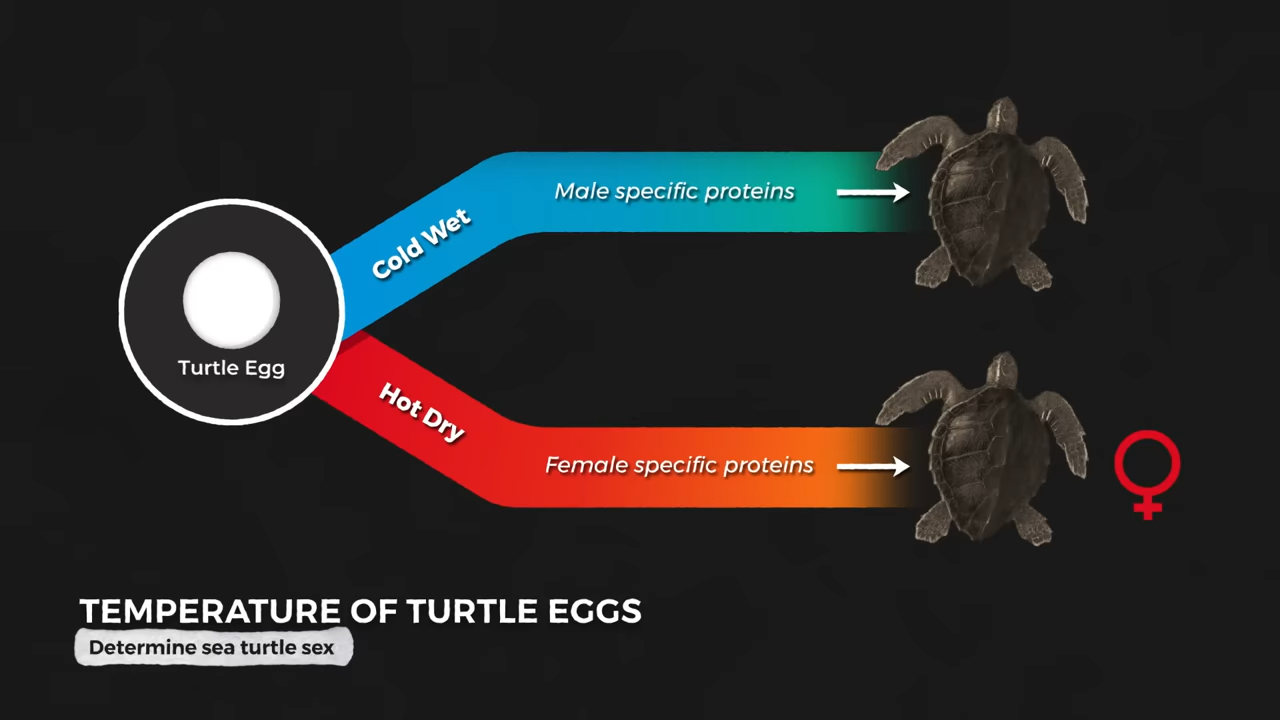 Cold Wet
Male specific proteins
Turtle Egg
Hot Dry
Female specific proteins
TEMPERATURE OF TURTLE EGGS
Determine sea turtle sex